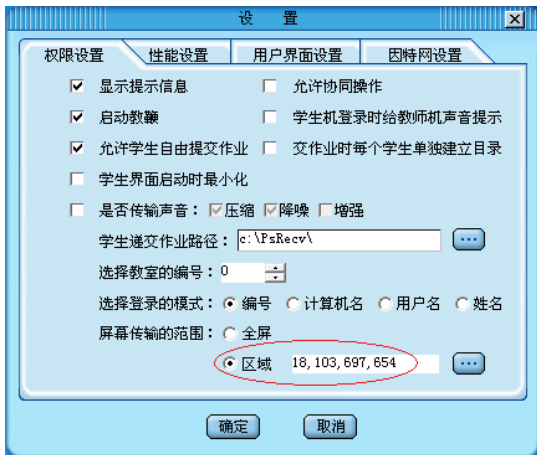 设 置
权限设置 性能设置 用户界面设置 因特网设置
显示提示信息 允许协同操作
启动教鞭 学生机登录时给教师机声音提示
允许学生自由提交作业 交作业时每个学生单独建立目录
学生界面启动时最小化
是否传输声音： 压缩 降噪 增强
学生递交作业路径： c:\PsRecv\ ...
选择教室的编号： 0
选择登录的模式： 编号 计算机名 用户名 姓名
屏幕传输的范围： 全屏
区域 18,103,697,654 ...
确定 取消